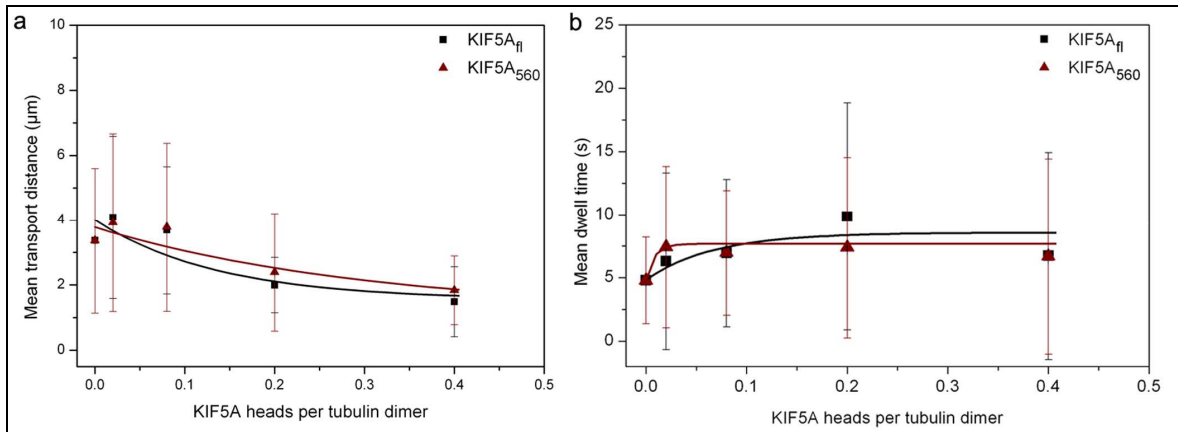 a
10
8
6
4
2
0
Mean transport distance (µm)
KIF5Afl
KIF5A560
0.0 0.1 0.2 0.3 0.4 0.5
KIF5A heads per tubulin dimer
b
25
20
15
10
5
0
Mean dwell time (s)
KIF5Afl
KIF5A560
0.0 0.1 0.2 0.3 0.4 0.5
KIF5A heads per tubulin dimer